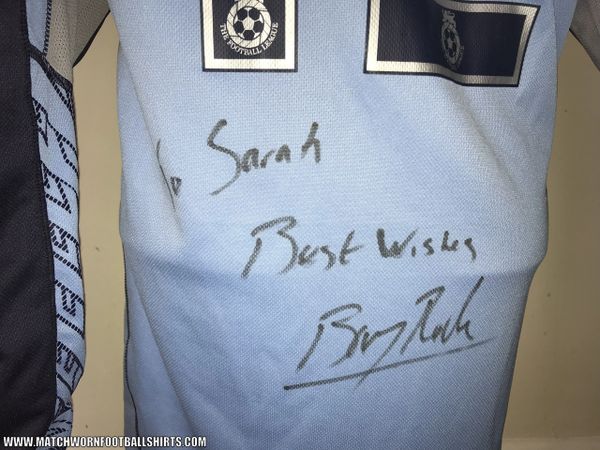 THE FOOTBALL LEAGUE
To Sarah
Best Wishes
WWW.MATCHWORNFOOTBALLSHIRTS.COM